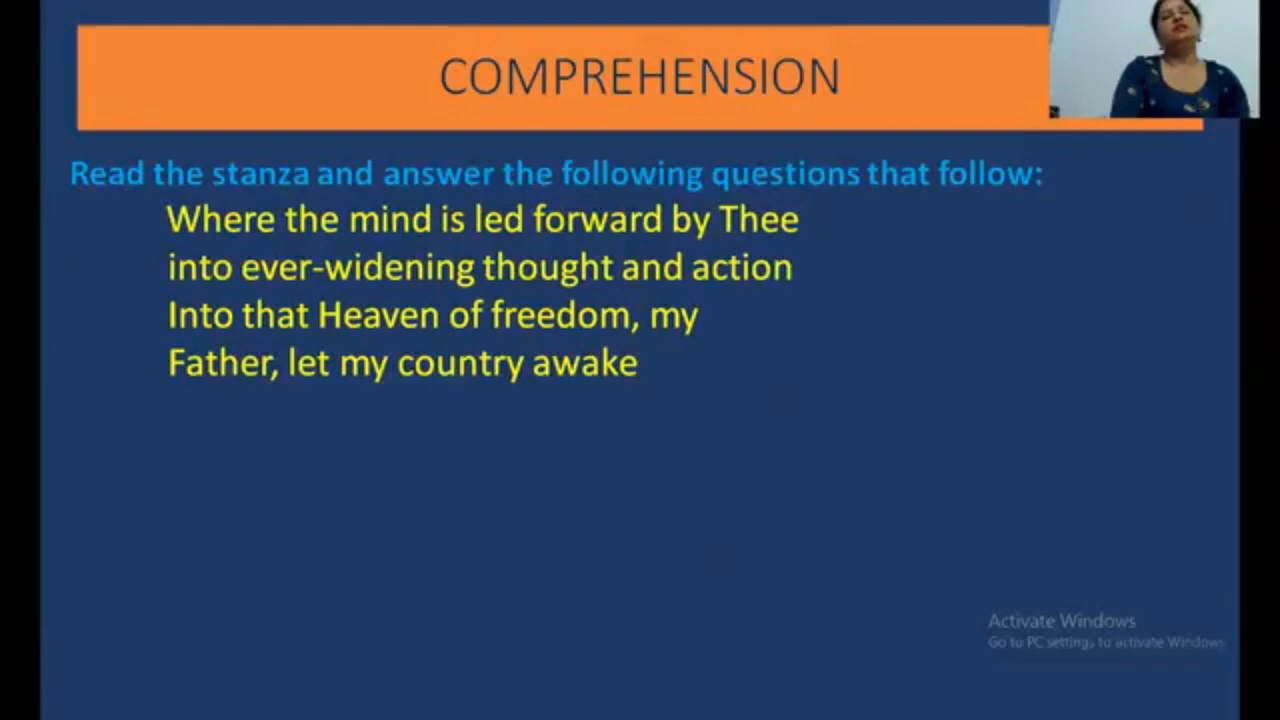 COMPREHENSION
Read the stanza and answer the following questions that follow:
Where the mind is led forward by Thee
into ever-widening thought and action
Into that Heaven of freedom, my
Father, let my country awake
Activate Windows
Go to PC settings to activate Windows